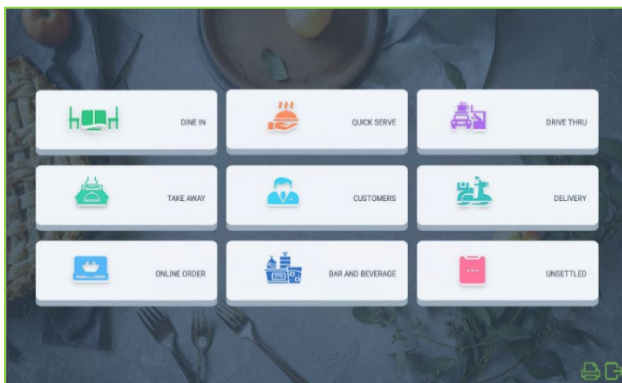 DINE IN
QUICK SERVE
DRIVE THRU
TAKE AWAY
CUSTOMERS
DELIVERY
ONLINE ORDER
BAR AND BEVERAGE
UNSETTLED